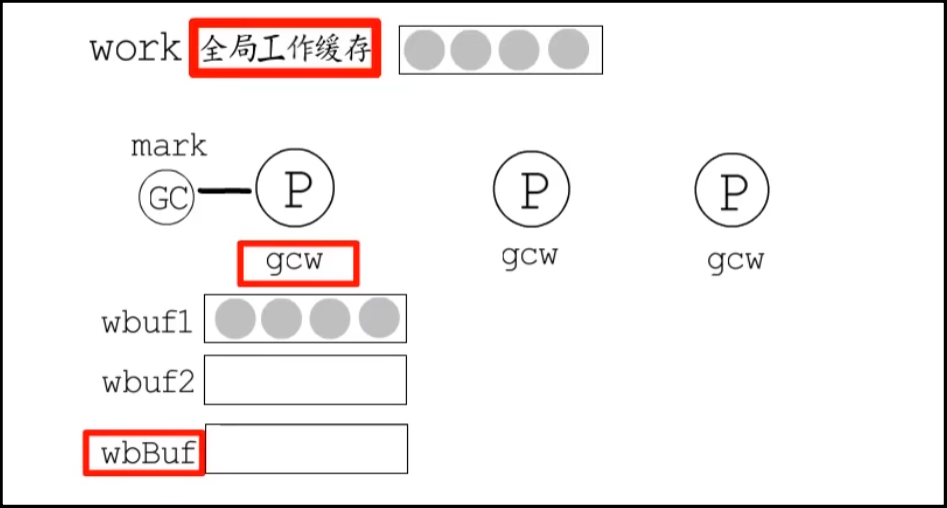 work 全局工作缓存
mark
GC P P P
gcw gcw gcw
wbuf1
wbuf2
wbBuf